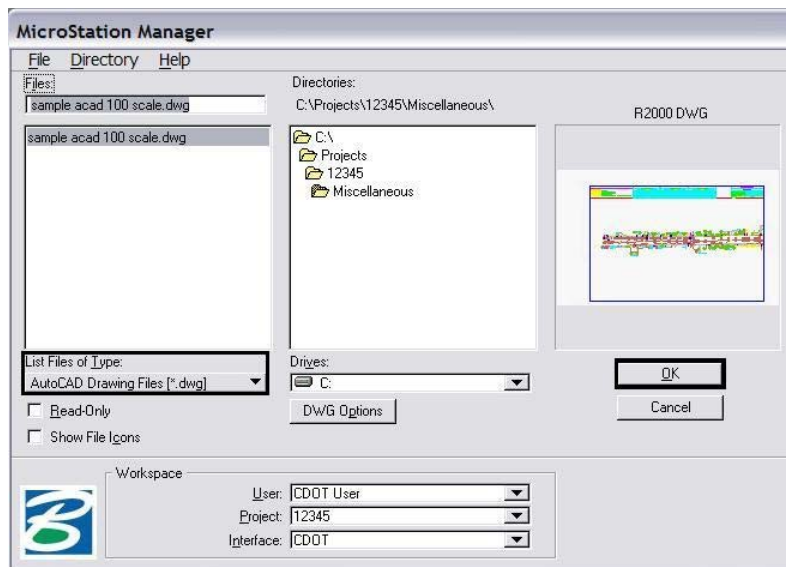 MicroStation Manager
File Directory Help
Files:
sample acad 100 scale.dwg
sample acad 100 scale.dwg
List Files of Type:
AutoCAD Drawing Files [*.dwg]
Read-Only
Show File Icons
Directories:
C:\Projects\12345\Miscellaneous\
C:\
Projects
12345
Miscellaneous
Drives:
C:
DWG Options
R2000 DWG
OK
Cancel
Workspace
User: CDOT User
Project: 12345
Interface: CDOT